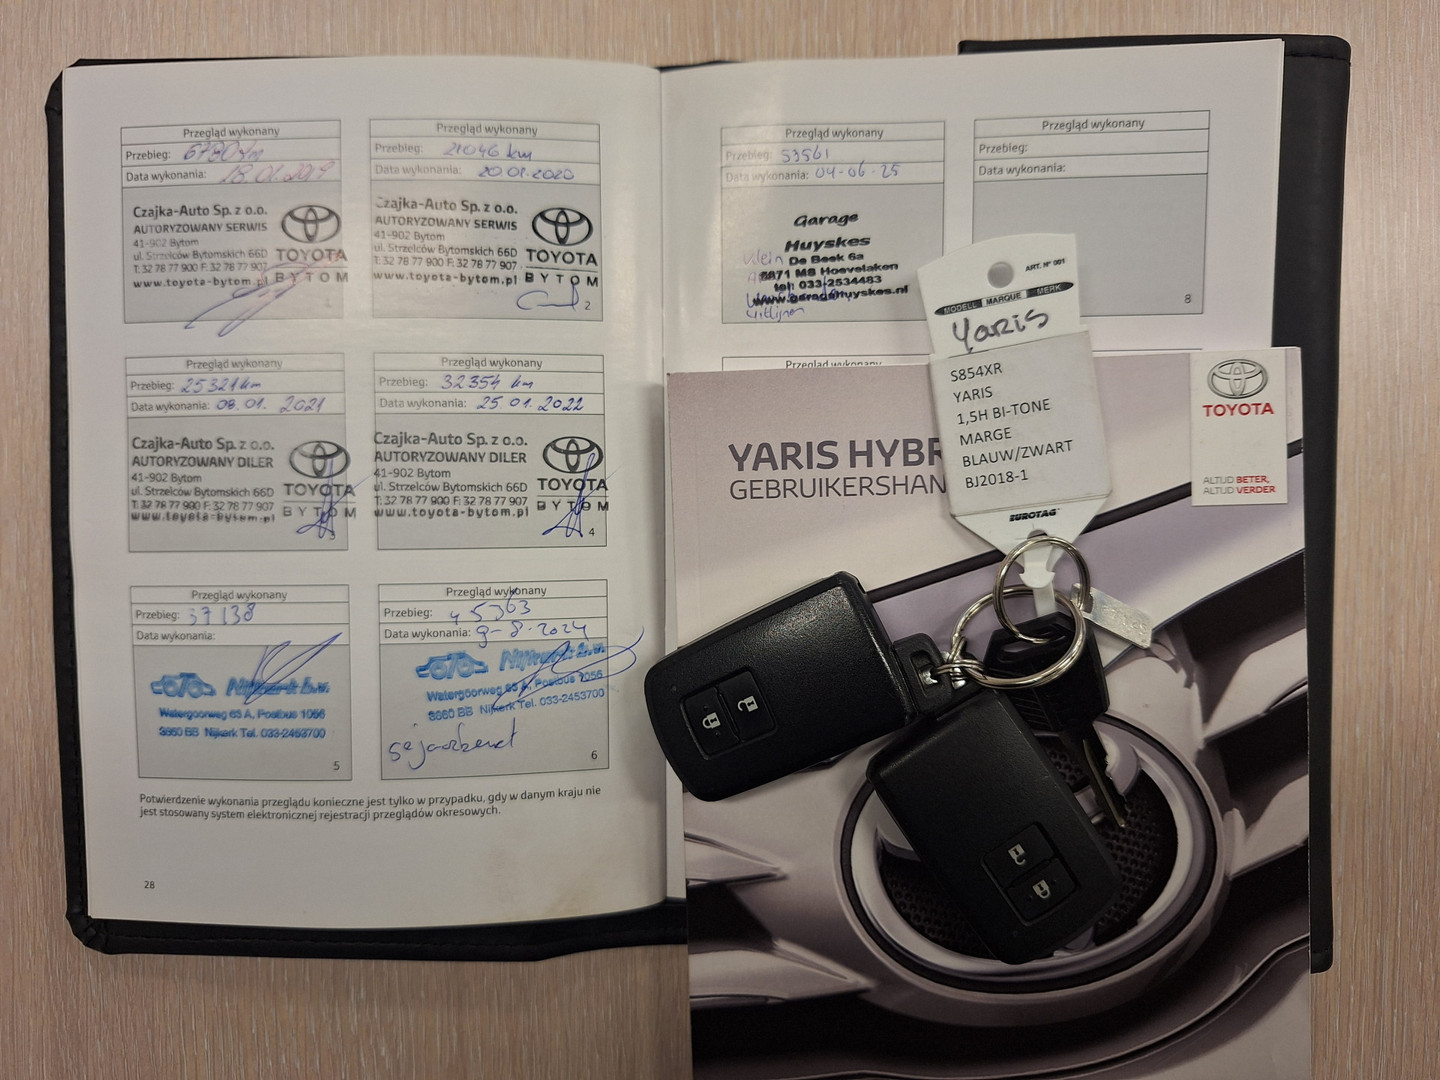 Przegląd wykonany
Przebieg: 6780 km
Data wykonania: 18.01.2019
Czajka-Auto Sp. z o.o.
AUTORYZOWANY SERWIS
41-902 Bytom
ul. Strzelców Bytomskich 66D
T: 32 78 77 900 F: 32 78 77 907
www.toyota-bytom.pl
TOYOTA
BYTOM
Przegląd wykonany
Przebieg: 21046 km
Data wykonania: 20.01.2020
Czajka-Auto Sp. z o.o.
AUTORYZOWANY SERWIS
41-902 Bytom
ul. Strzelców Bytomskich 66D
T: 32 78 77 900 F: 32 78 77 907
www.toyota-bytom.pl
TOYOTA
BYTOM
2
Przegląd wykonany
Przebieg: 25321 km
Data wykonania: 08.01.2021
Czajka-Auto Sp. z o.o.
AUTORYZOWANY DILER
41-902 Bytom
ul. Strzelców Bytomskich 66D
T: 32 78 77 900 F: 32 78 77 907
www.toyota-bytom.pl
TOYOTA
BYTOM
3
Przegląd wykonany
Przebieg: 32354 km
Data wykonania: 25.01.2022
Czajka-Auto Sp. z o.o.
AUTORYZOWANY DILER
41-902 Bytom
ul. Strzelców Bytomskich 66D
T: 32 78 77 900 F: 32 78 77 907
www.toyota-bytom.pl
TOYOTA
BYTOM
4
Przegląd wykonany
Przebieg: 37138
Data wykonania:
Nijkerk b.v.
Watergoorweg 63 A, Postbus 1056
3860 BB Nijkerk Tel. 033-2453700
5
Przegląd wykonany
Przebieg: 45363
Data wykonania: 9-8-2024
Nijkerk b.v.
Watergoorweg 63 A, Postbus 1056
3860 BB Nijkerk Tel. 033-2453700
6
Potwierdzenie wykonania przeglądu konieczne jest tylko w przypadku, gdy w danym kraju nie
jest stosowany system elektronicznej rejestracji przeglądów okresowych.
28
Przegląd wykonany
Przebieg: 53561
Data wykonania: 04-06-25
Garage
Huyskes
De Beek 6a
3871 MS Hoevelaken
tel: 033-2534483
www.garagehuyskes.nl
Klein
Przegląd wykonany
Przebieg:
Data wykonania:
8
Przegląd wykonany
ART. N° 001
MODELL MARQUE MERK
Yaris
S854XR
YARIS
1,5H BI-TONE
MARGE
BLAUW/ZWART
BJ2018-1
EUROTAG
YARIS HYBR
GEBRUIKERSHAN
TOYOTA
ALTIJD BETER,
ALTIJD VERDER